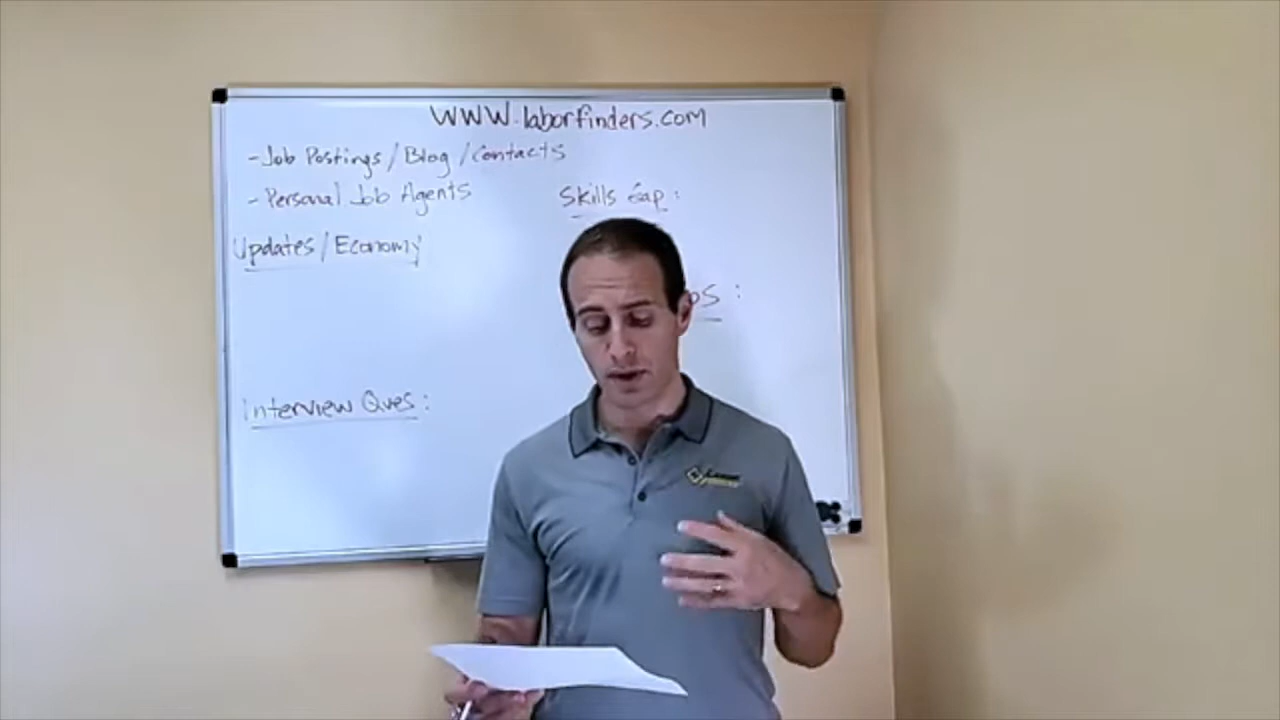 www.laborfinders.com
- Job Postings / Blog / Contacts
- Personal Job Agents
Skills Gap :
Updates / Economy
Interview Ques :